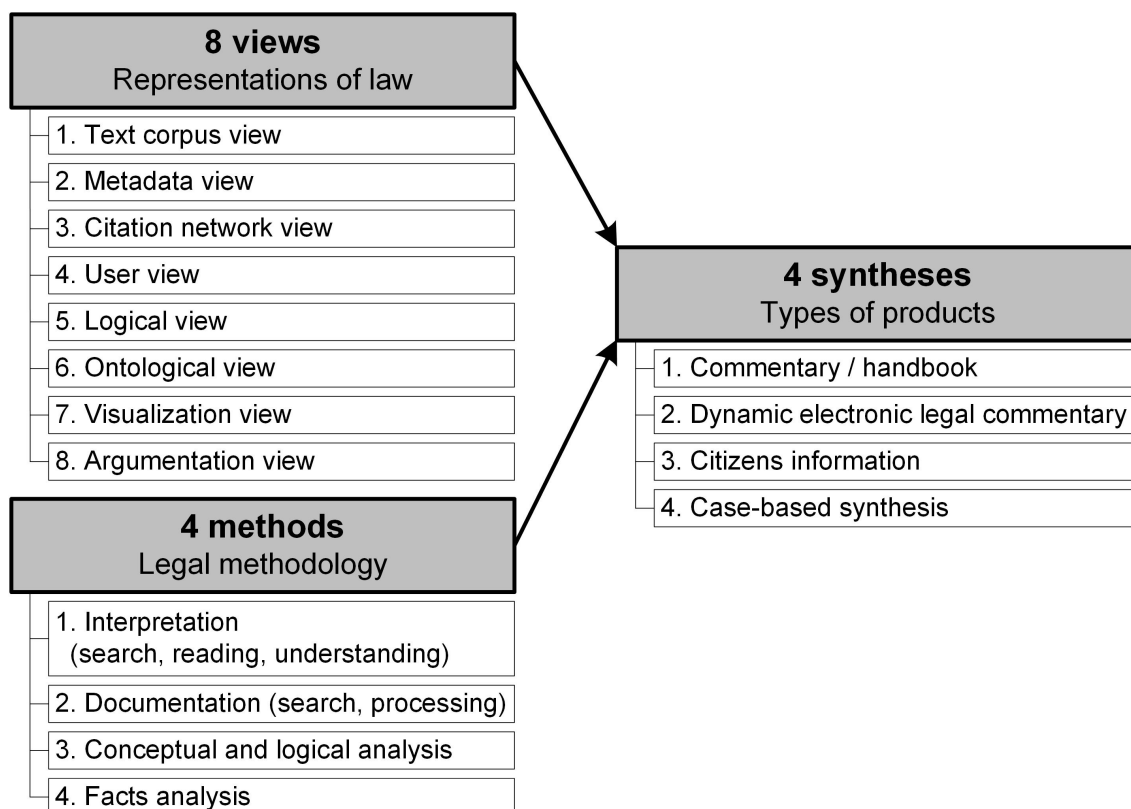 8 views
Representations of law
1. Text corpus view
2. Metadata view
3. Citation network view
4. User view
5. Logical view
6. Ontological view
7. Visualization view
8. Argumentation view
4 methods
Legal methodology
1. Interpretation
(search, reading, understanding)
2. Documentation (search, processing)
3. Conceptual and logical analysis
4. Facts analysis
4 syntheses
Types of products
1. Commentary / handbook
2. Dynamic electronic legal commentary
3. Citizens information
4. Case-based synthesis